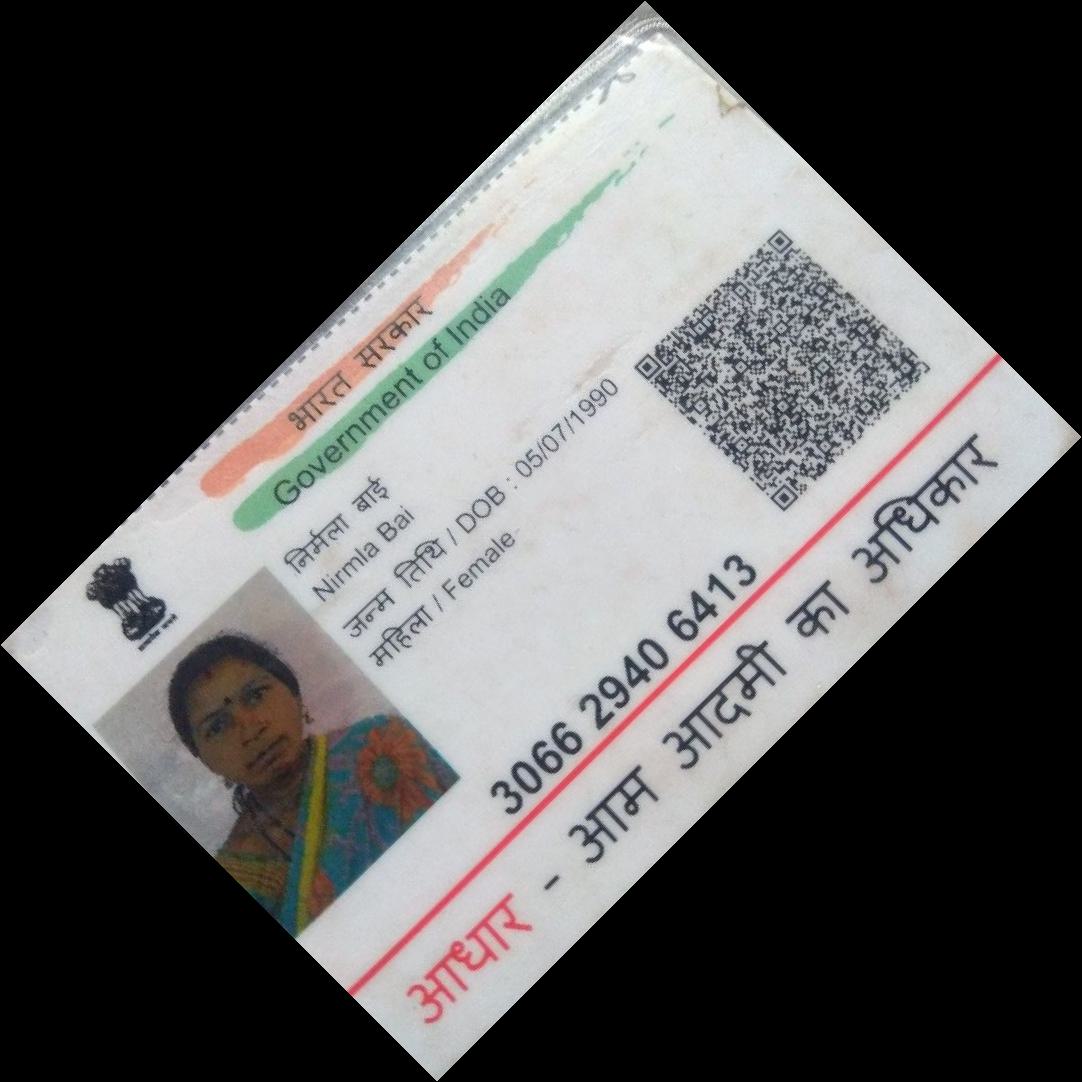 भारत सरकार
Government of India
निर्मला बाई
Nirmla Bai
जन्म तिथि / DOB : 05/07/1990
महिला / Female
3066 2940 6413
आधार - आम आदमी का अधिकार